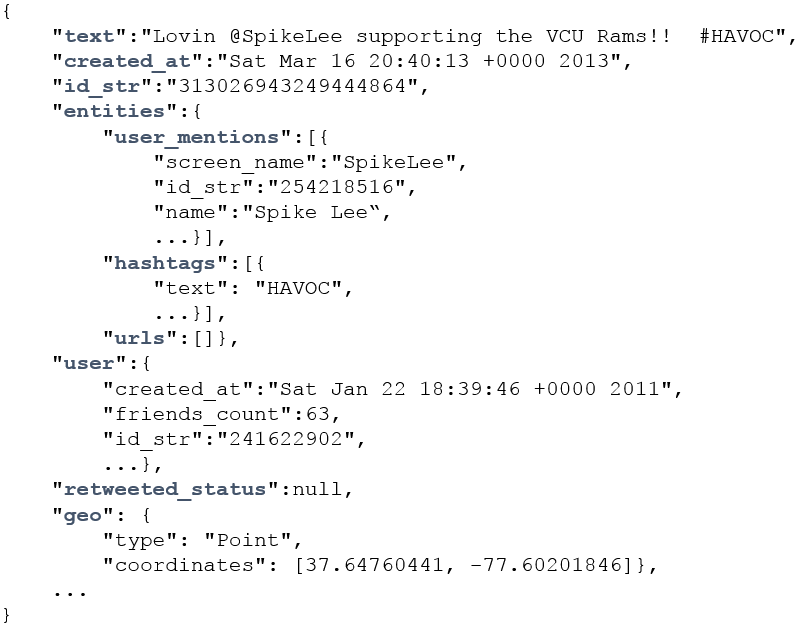 {
    "text":"Lovin @SpikeLee supporting the VCU Rams!!  #HAVOC",
    "created_at":"Sat Mar 16 20:40:13 +0000 2013",
    "id_str":"313026943249444864",
    "entities":{
        "user_mentions":[{
            "screen_name":"SpikeLee",
            "id_str":"254218516",
            "name":"Spike Lee“,
            ...}],
        "hashtags":[{
            "text": "HAVOC",
            ...}],
        "urls":[]},
    "user":{
        "created_at":"Sat Jan 22 18:39:46 +0000 2011",
        "friends_count":63,
        "id_str":"241622902",
        ...},
    "retweeted_status":null,
    "geo": {
        "type": "Point",
        "coordinates": [37.64760441, -77.60201846]},
    ...
}